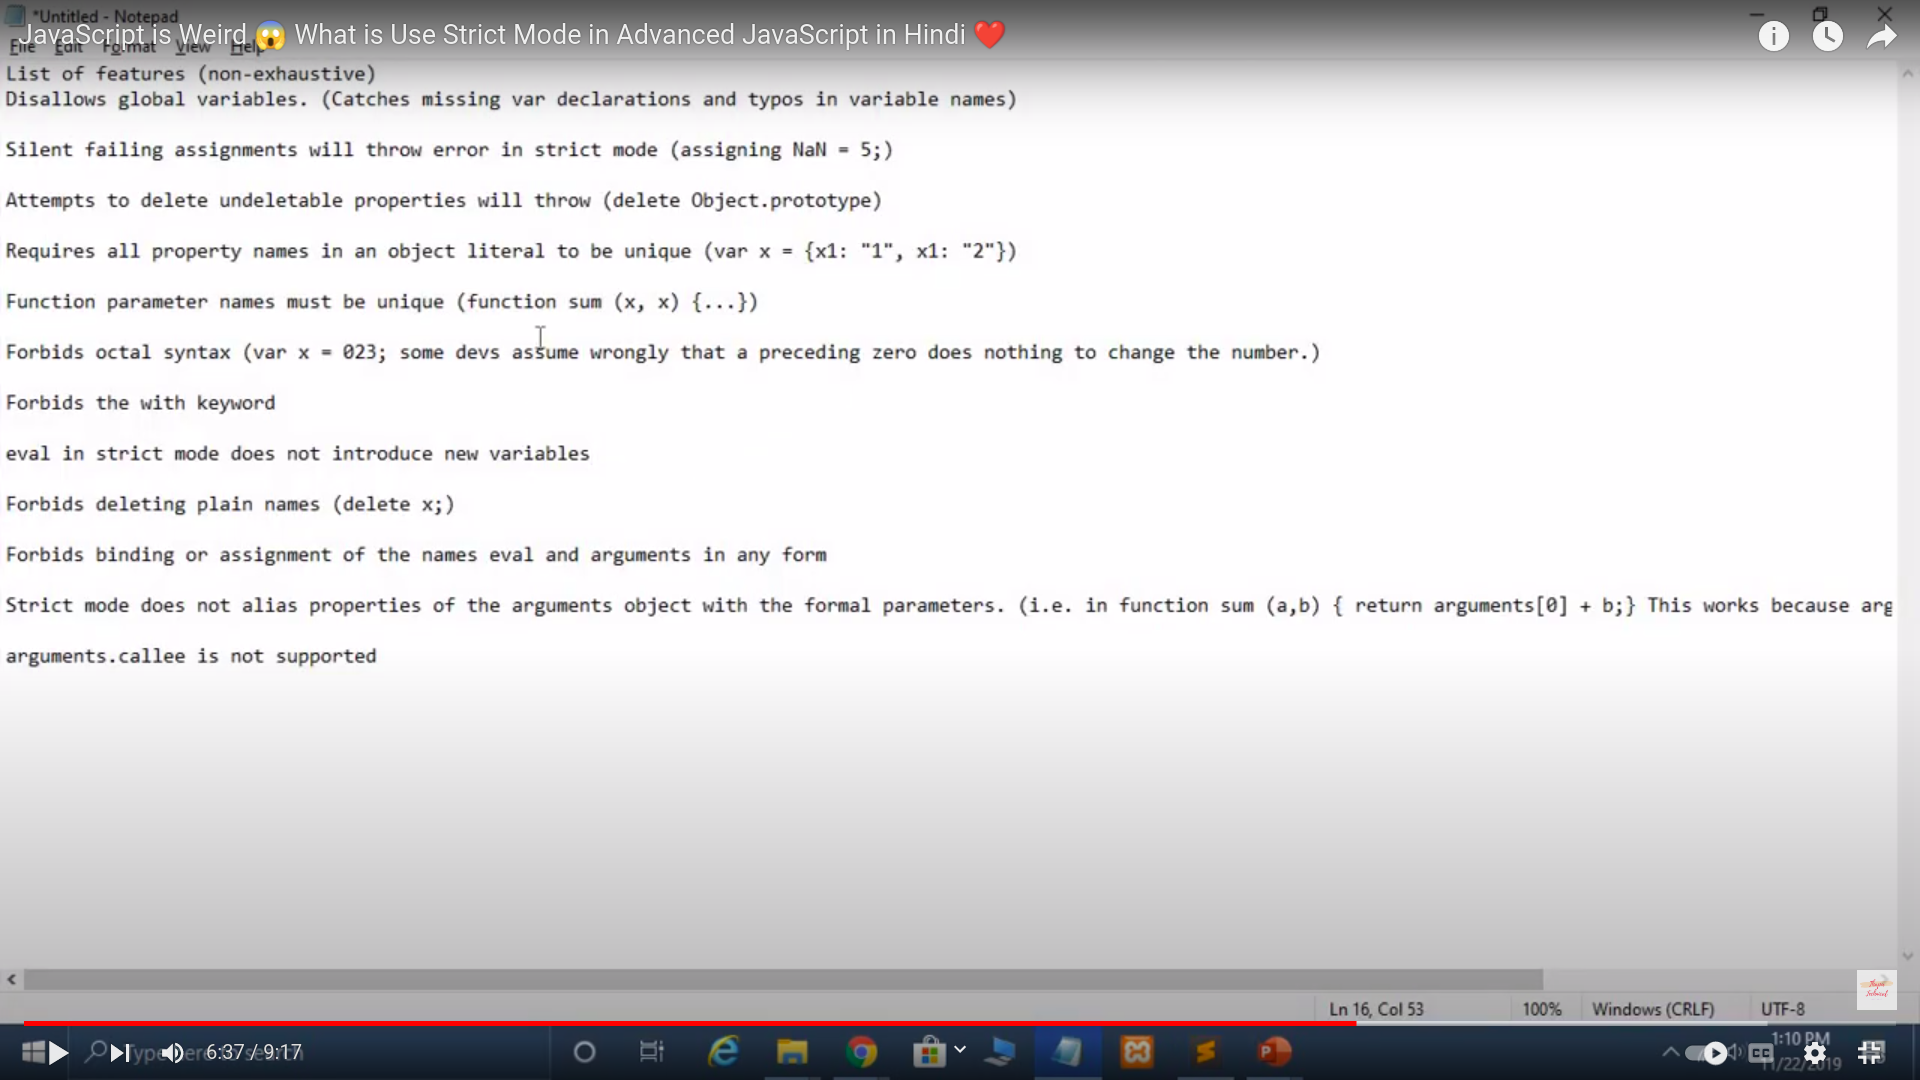 *Untitled - Notepad
JavaScript is Weird 😱 What is Use Strict Mode in Advanced JavaScript in Hindi ❤️
File Edit Format View Help
List of features (non-exhaustive)
Disallows global variables. (Catches missing var declarations and typos in variable names)
Silent failing assignments will throw error in strict mode (assigning NaN = 5;)
Attempts to delete undeletable properties will throw (delete Object.prototype)
Requires all property names in an object literal to be unique (var x = {x1: "1", x1: "2"})
Function parameter names must be unique (function sum (x, x) {...})
Forbids octal syntax (var x = 023; some devs assume wrongly that a preceding zero does nothing to change the number.)
Forbids the with keyword
eval in strict mode does not introduce new variables
Forbids deleting plain names (delete x;)
Forbids binding or assignment of the names eval and arguments in any form
Strict mode does not alias properties of the arguments object with the formal parameters. (i.e. in function sum (a,b) { return arguments[0] + b;} This works because arg
arguments.callee is not supported
Ln 16, Col 53 100% Windows (CRLF) UTF-8
Type here to search
6:37 / 9:17
CC
1:10 PM
11/22/2019